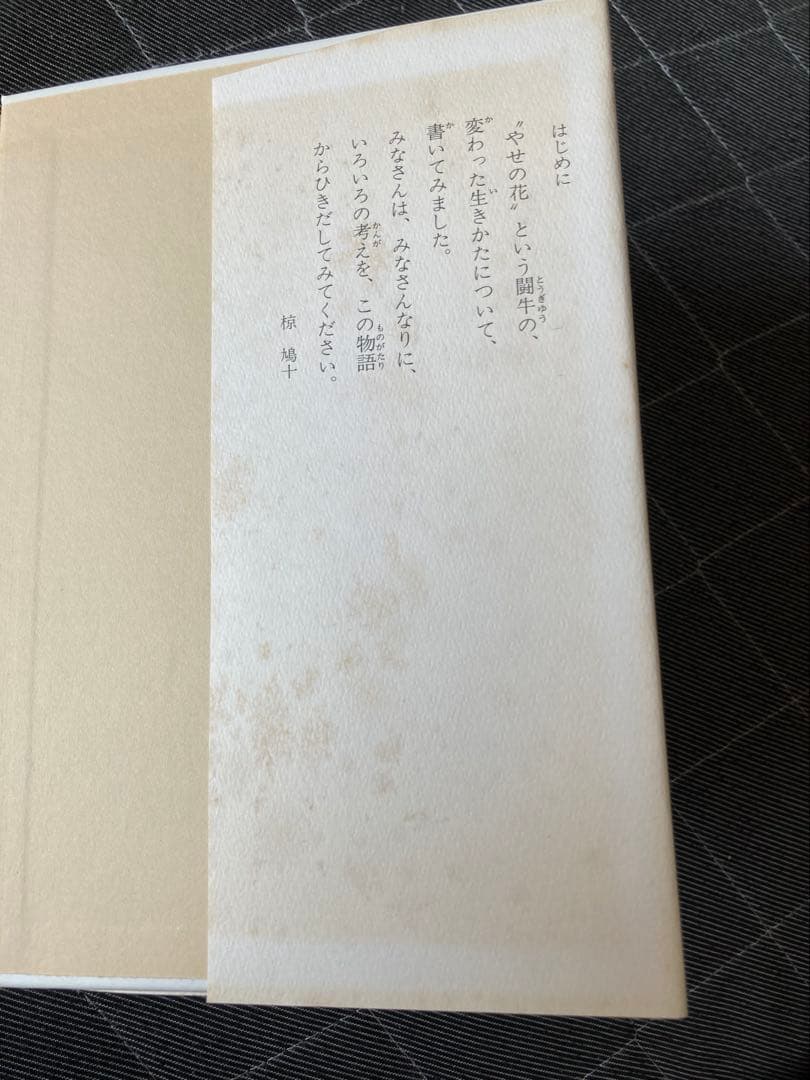 はじめに
〝やせの花〟という闘牛の、
変わった生きかたについて、
書いてみました。
みなさんは、みなさんなりに、
いろいろの考えを、この物語
からひきだしてみてください。
椋 鳩十